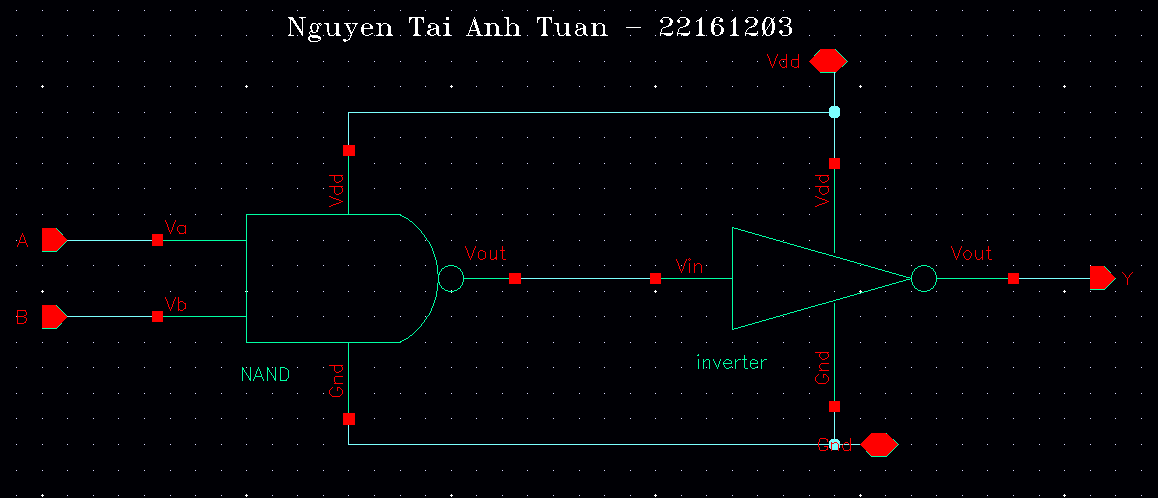 Nguyen Tai Anh Tuan - 22161203
Vdd
Vdd
Vdd
A
Va
Vout
Vin
Vout
Y
B
Vb
NAND
inverter
Gnd
Gnd
Gnd